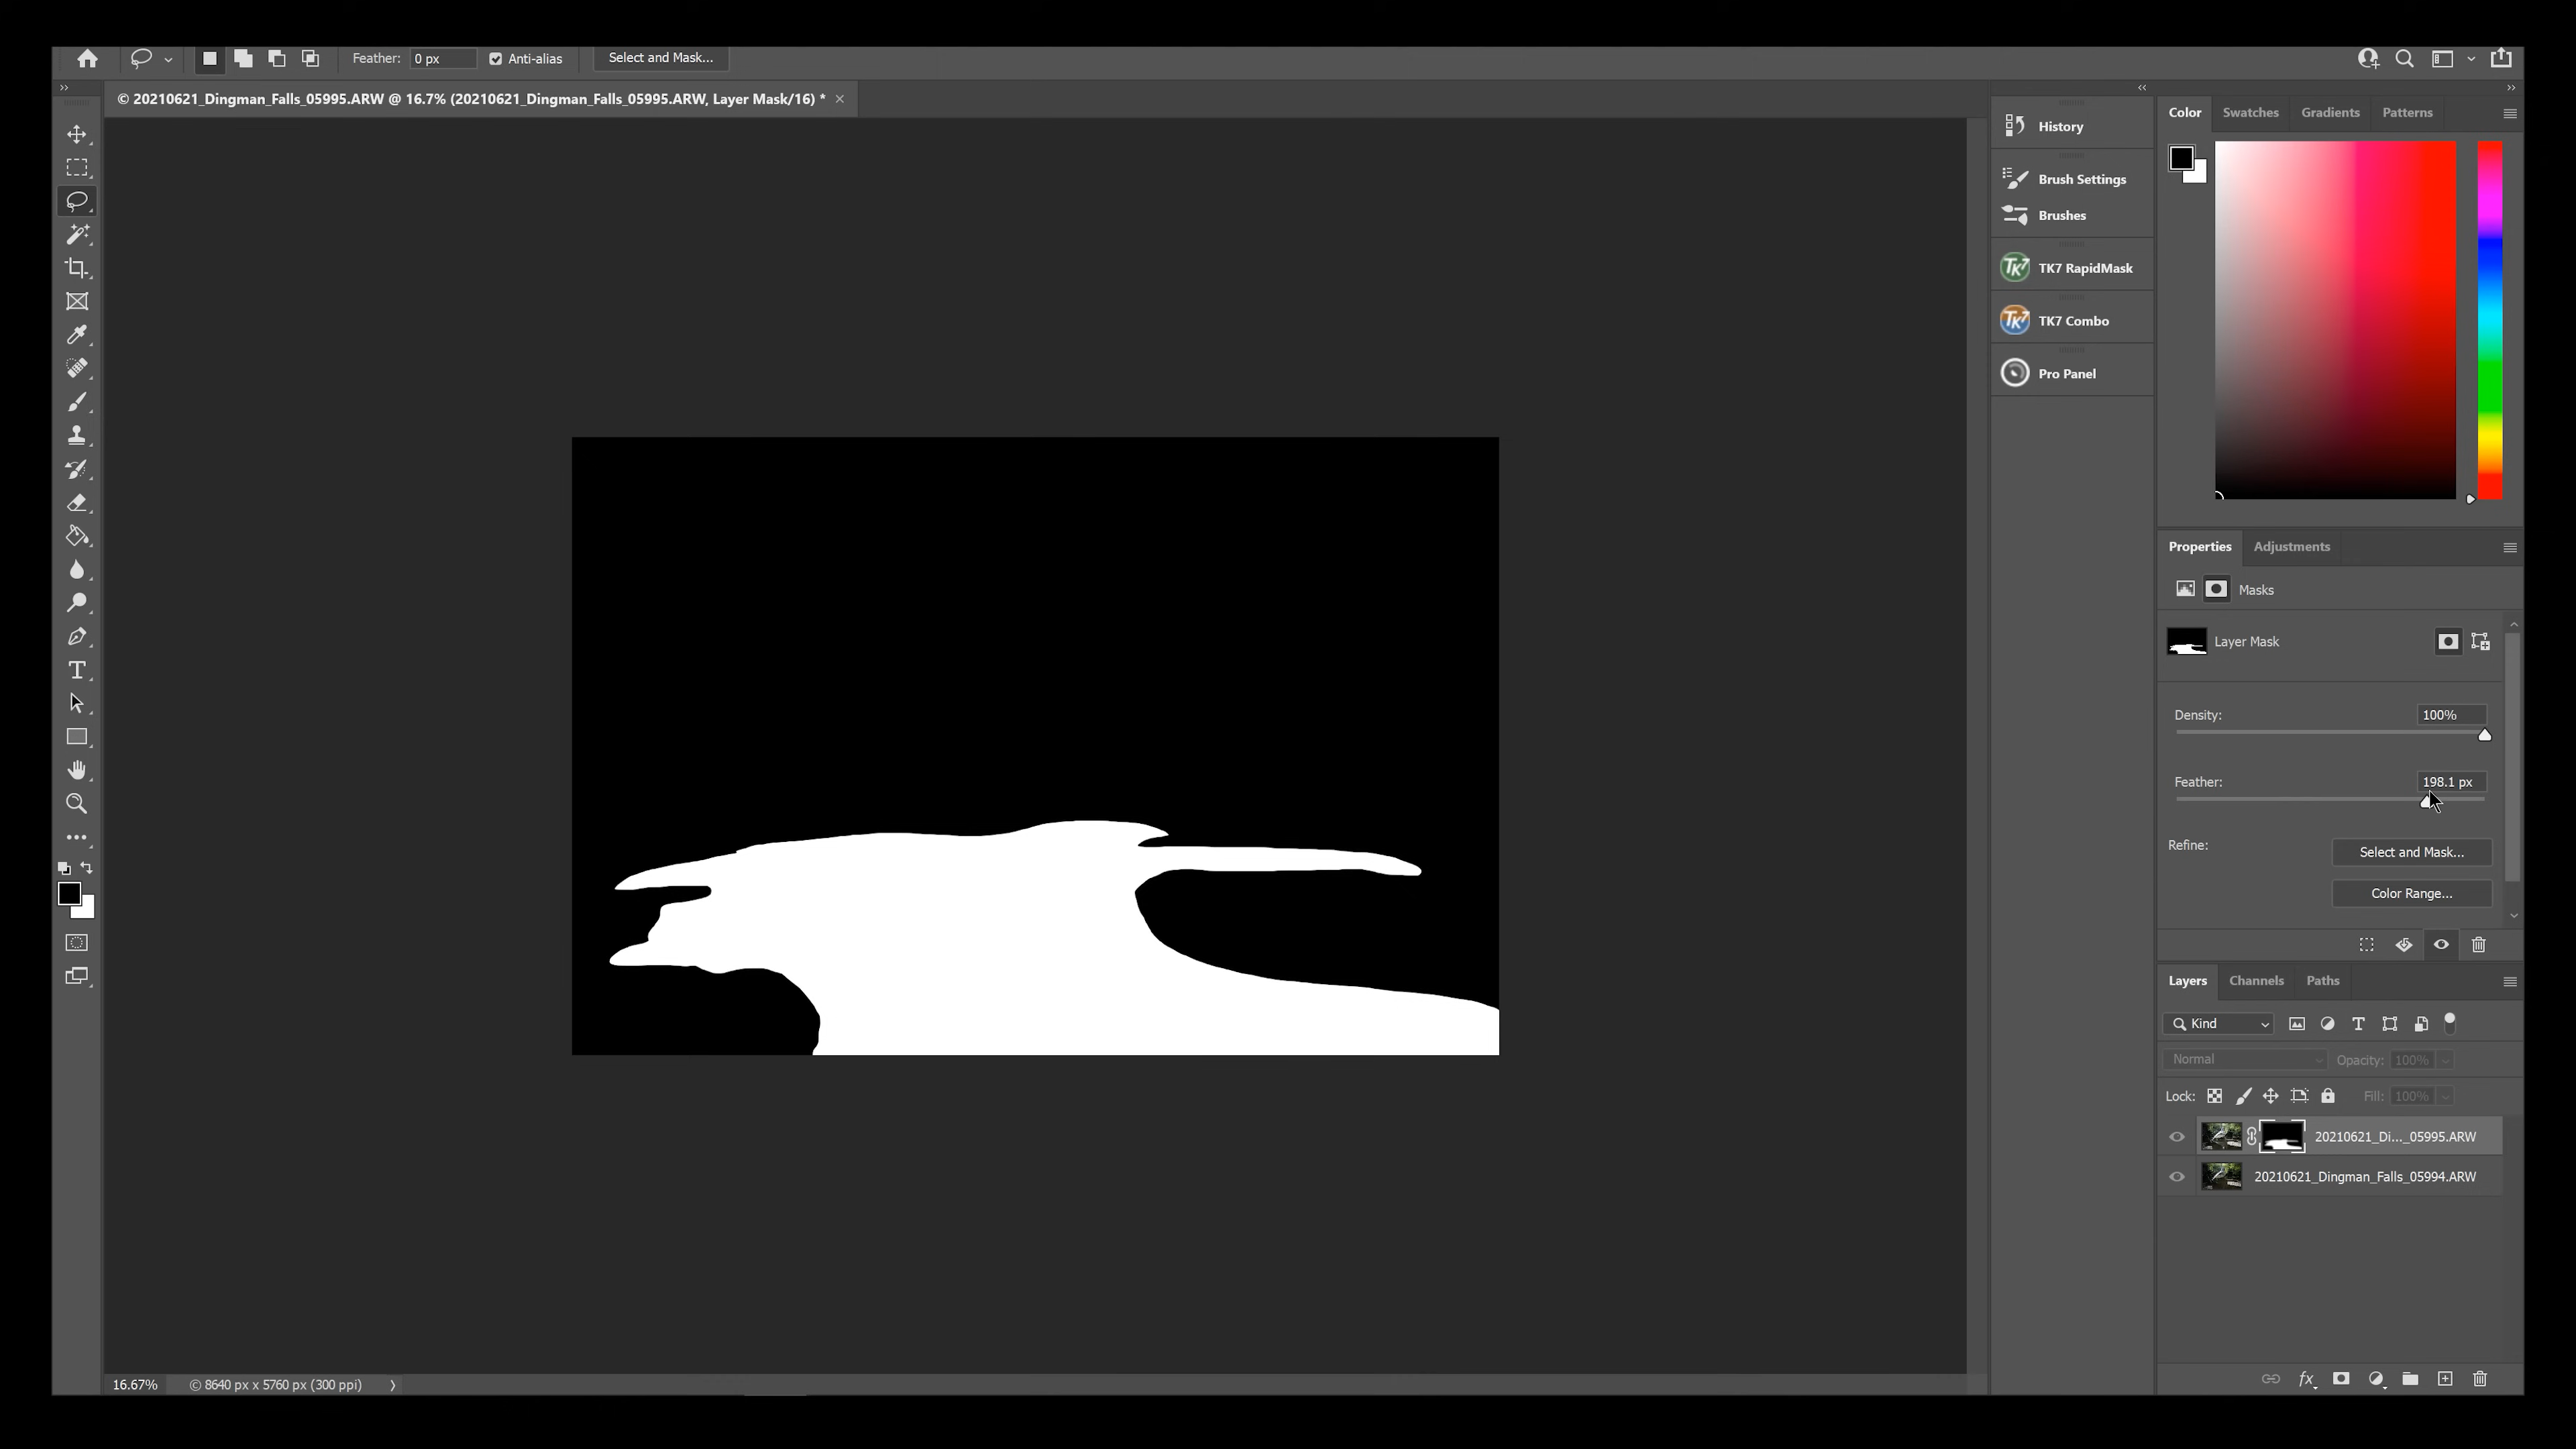 Feather: 0 px Anti-alias Select and Mask...
© 20210621_Dingman_Falls_05995.ARW @ 16.7% (20210621_Dingman_Falls_05995.ARW, Layer Mask/16) * ×
History
Brush Settings
Brushes
TK7 RapidMask
TK7 Combo
Pro Panel
Color Swatches Gradients Patterns
Properties Adjustments
Masks
Layer Mask
Density: 100%
Feather: 198.1 px
Refine: Select and Mask...
Color Range...
Layers Channels Paths
Kind
Normal Opacity: 100%
Lock: Fill: 100%
20210621_Di..._05995.ARW
20210621_Dingman_Falls_05994.ARW
fx
16.67% © 8640 px x 5760 px (300 ppi)